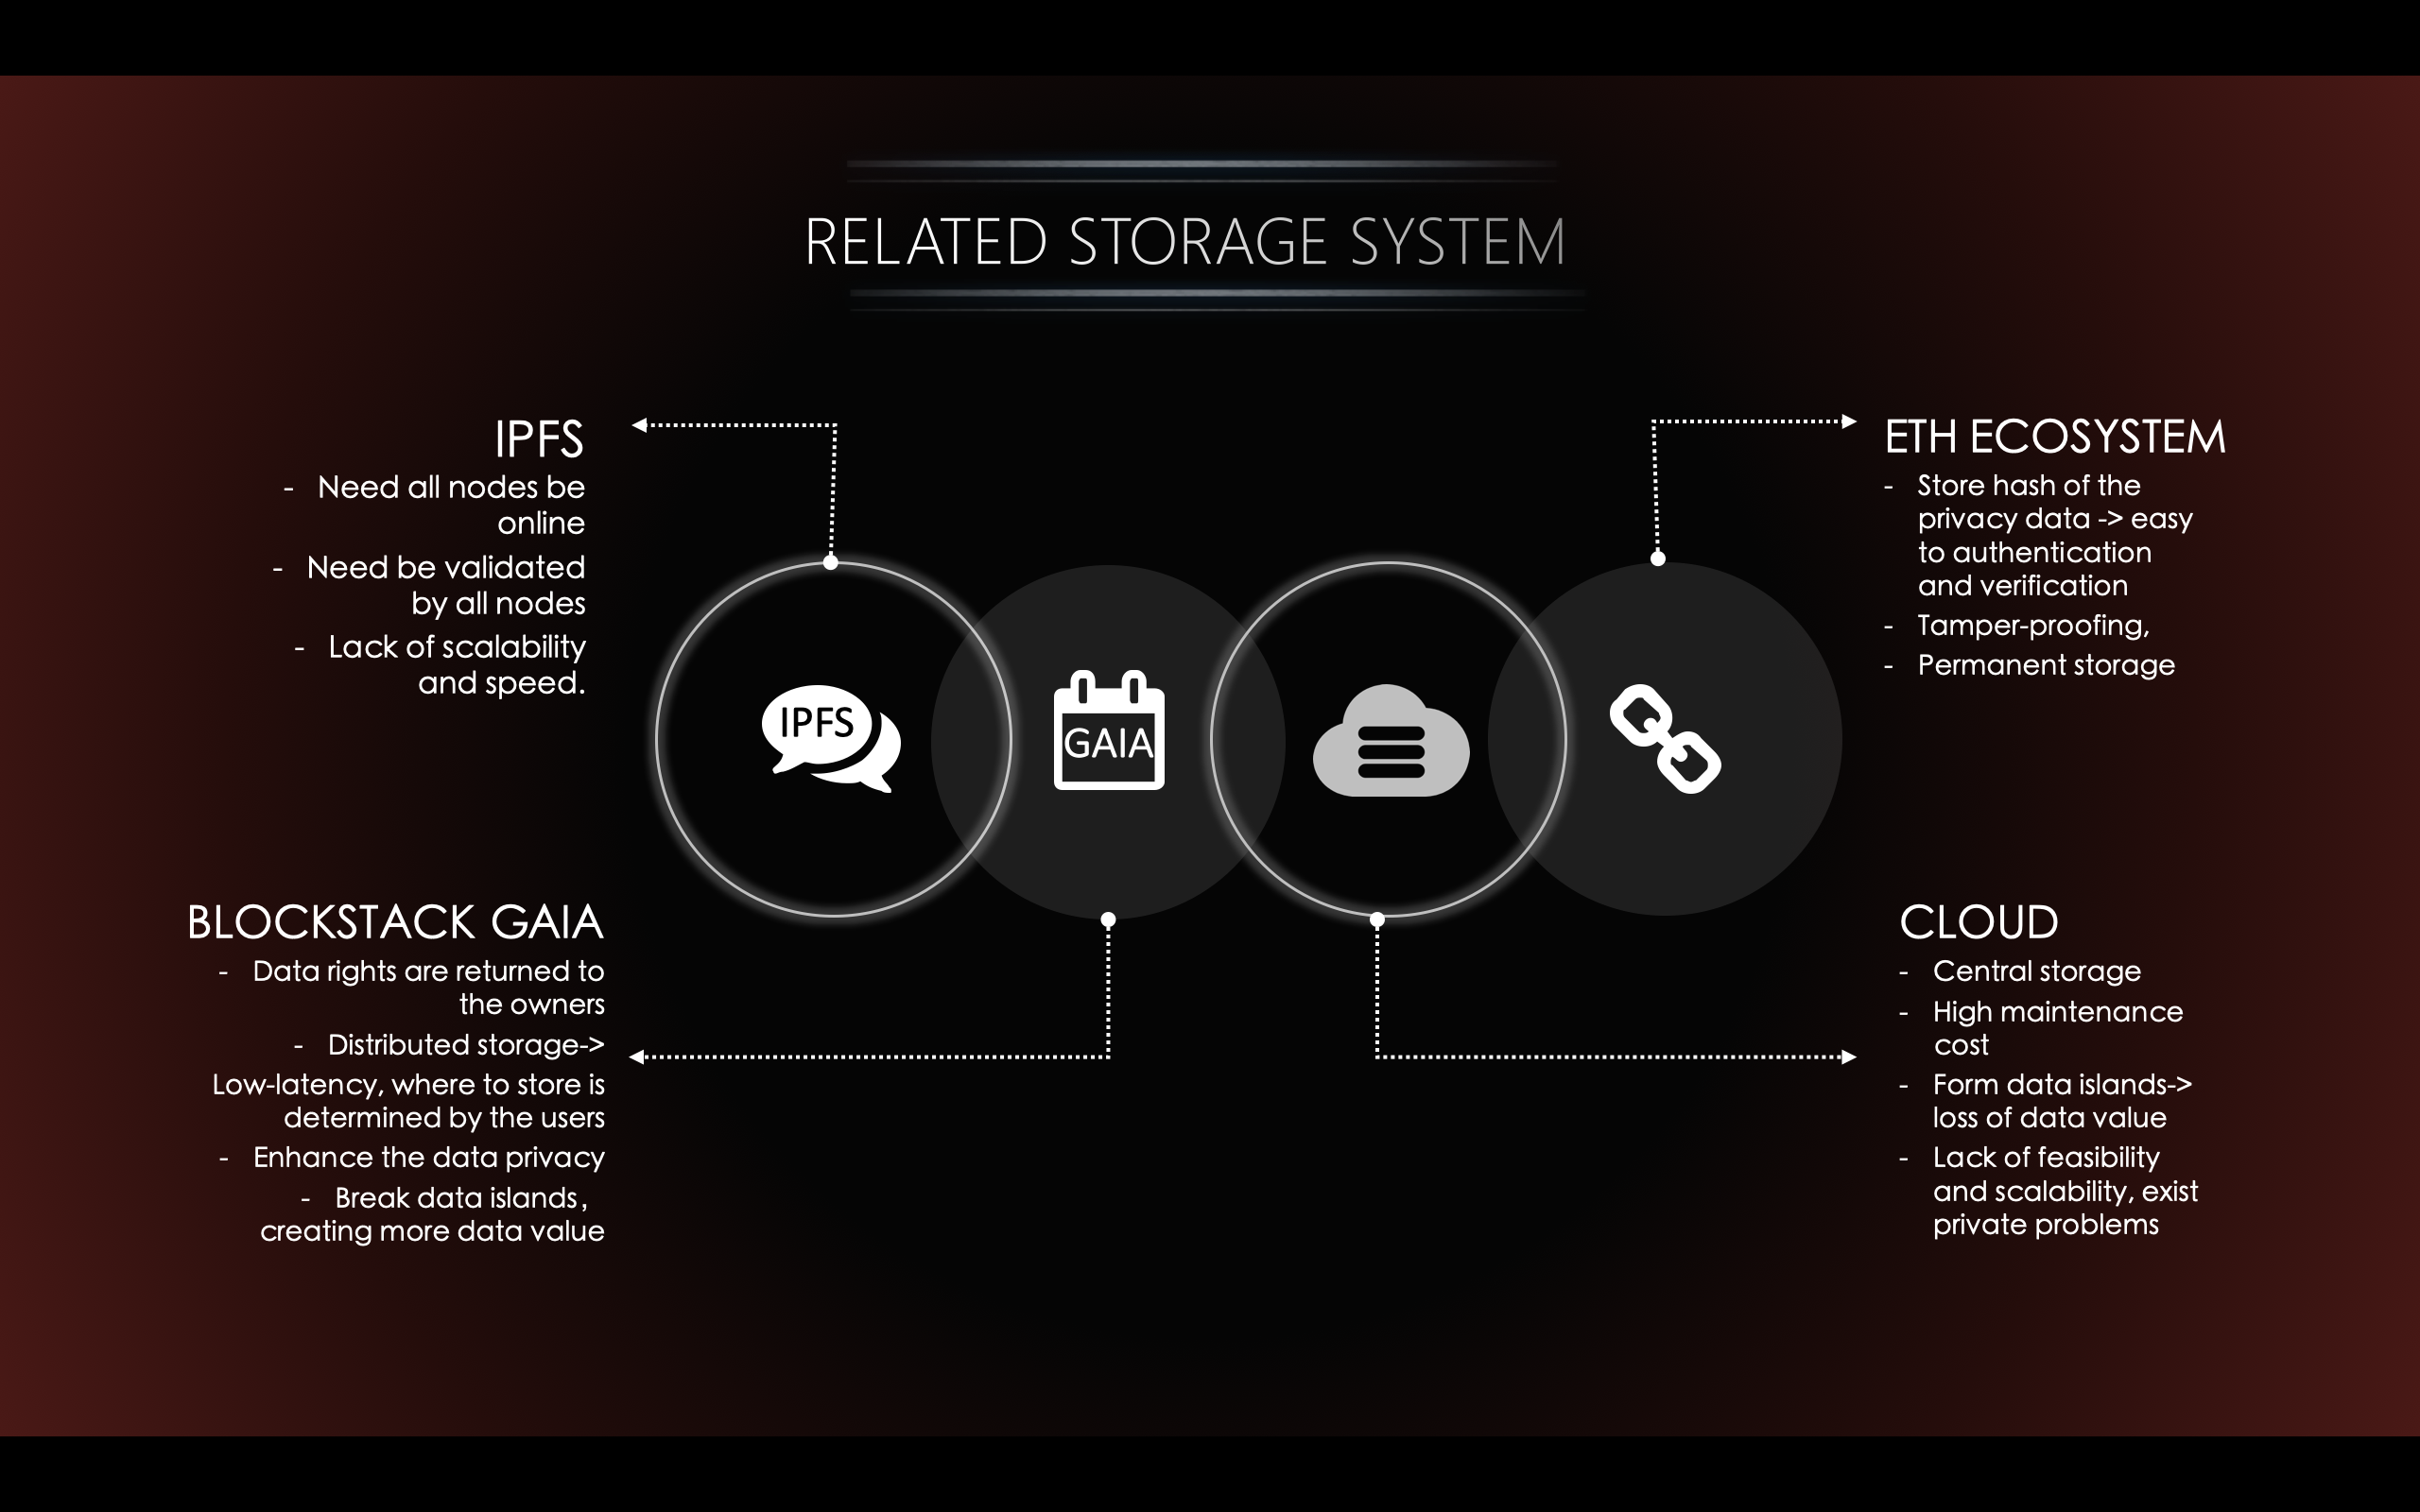 RELATED STORAGE SYSTEM
IPFS
- Need all nodes be
online
- Need be validated
by all nodes
- Lack of scalability
and speed.
ETH ECOSYSTEM
- Store hash of the
privacy data -> easy
to authentication
and verification
- Tamper-proofing,
- Permanent storage
IPFS
GAIA
BLOCKSTACK GAIA
- Data rights are returned to
the owners
- Distributed storage->
Low-latency, where to store is
determined by the users
- Enhance the data privacy
- Break data islands，
creating more data value
CLOUD
- Central storage
- High maintenance
cost
- Form data islands->
loss of data value
- Lack of feasibility
and scalability, exist
private problems